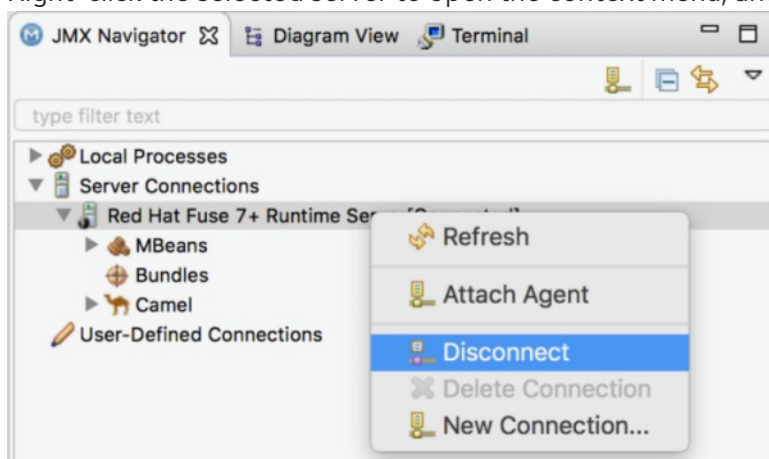 Right-click the selected server to open the context menu, an
JMX Navigator Diagram View Terminal
type filter text
Local Processes
Server Connections
Red Hat Fuse 7+ Runtime Server [Connected]
Refresh
MBeans
Bundles
Attach Agent
Camel
User-Defined Connections
Disconnect
Delete Connection
New Connection...